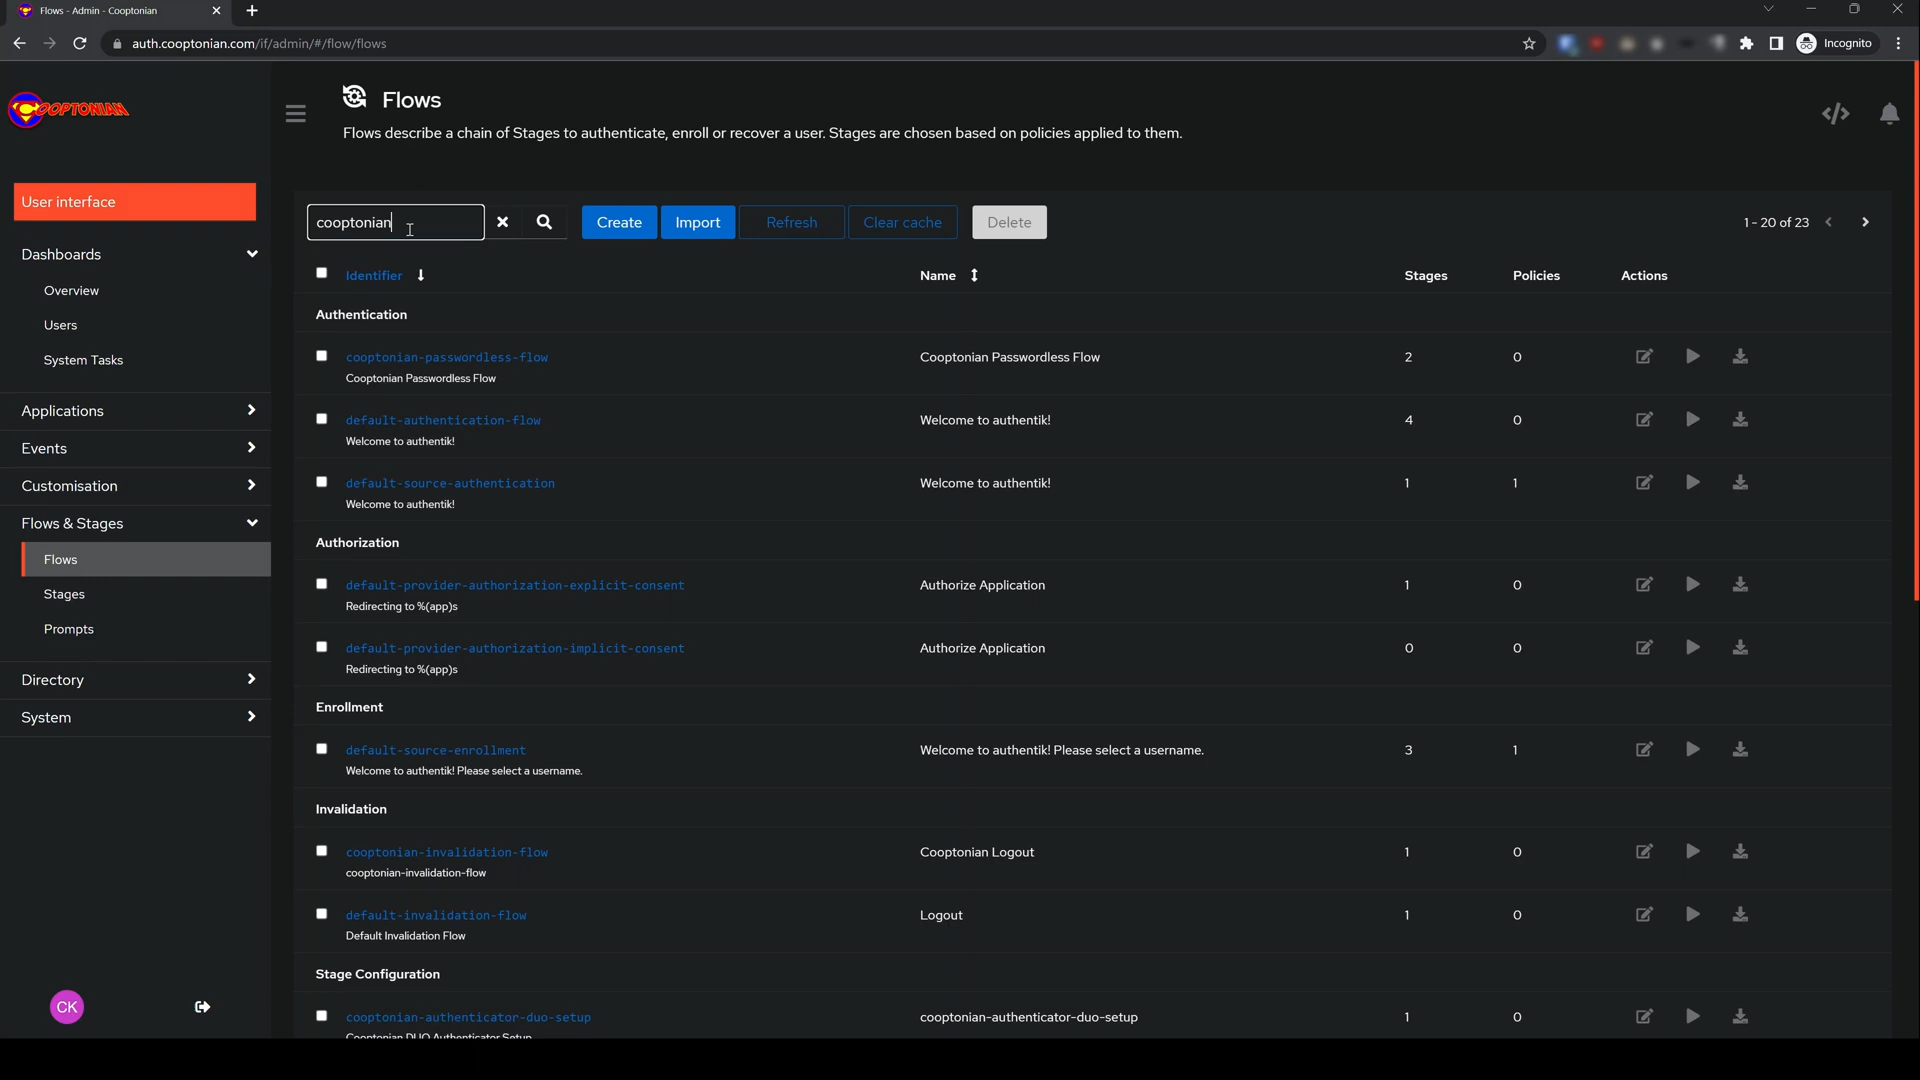 Flows - Admin - Cooptonian
auth.cooptonian.com/if/admin/#/flow/flows
Incognito
COOPTONIAN
Flows
Flows describe a chain of Stages to authenticate, enroll or recover a user. Stages are chosen based on policies applied to them.
User interface
Dashboards
Overview
Users
System Tasks
Applications
Events
Customisation
Flows & Stages
Flows
Stages
Prompts
Directory
System
CK
cooptonian
Create
Import
Refresh
Clear cache
Delete
1 - 20 of 23
Identifier Name Stages Policies Actions
Authentication
cooptonian-passwordless-flow Cooptonian Passwordless Flow 2 0
Cooptonian Passwordless Flow
default-authentication-flow Welcome to authentik! 4 0
Welcome to authentik!
default-source-authentication Welcome to authentik! 1 1
Welcome to authentik!
Authorization
default-provider-authorization-explicit-consent Authorize Application 1 0
Redirecting to %(app)s
default-provider-authorization-implicit-consent Authorize Application 0 0
Redirecting to %(app)s
Enrollment
default-source-enrollment Welcome to authentik! Please select a username. 3 1
Welcome to authentik! Please select a username.
Invalidation
cooptonian-invalidation-flow Cooptonian Logout 1 0
cooptonian-invalidation-flow
default-invalidation-flow Logout 1 0
Default Invalidation Flow
Stage Configuration
cooptonian-authenticator-duo-setup cooptonian-authenticator-duo-setup 1 0
Cooptonian DUO Authenticator Setup